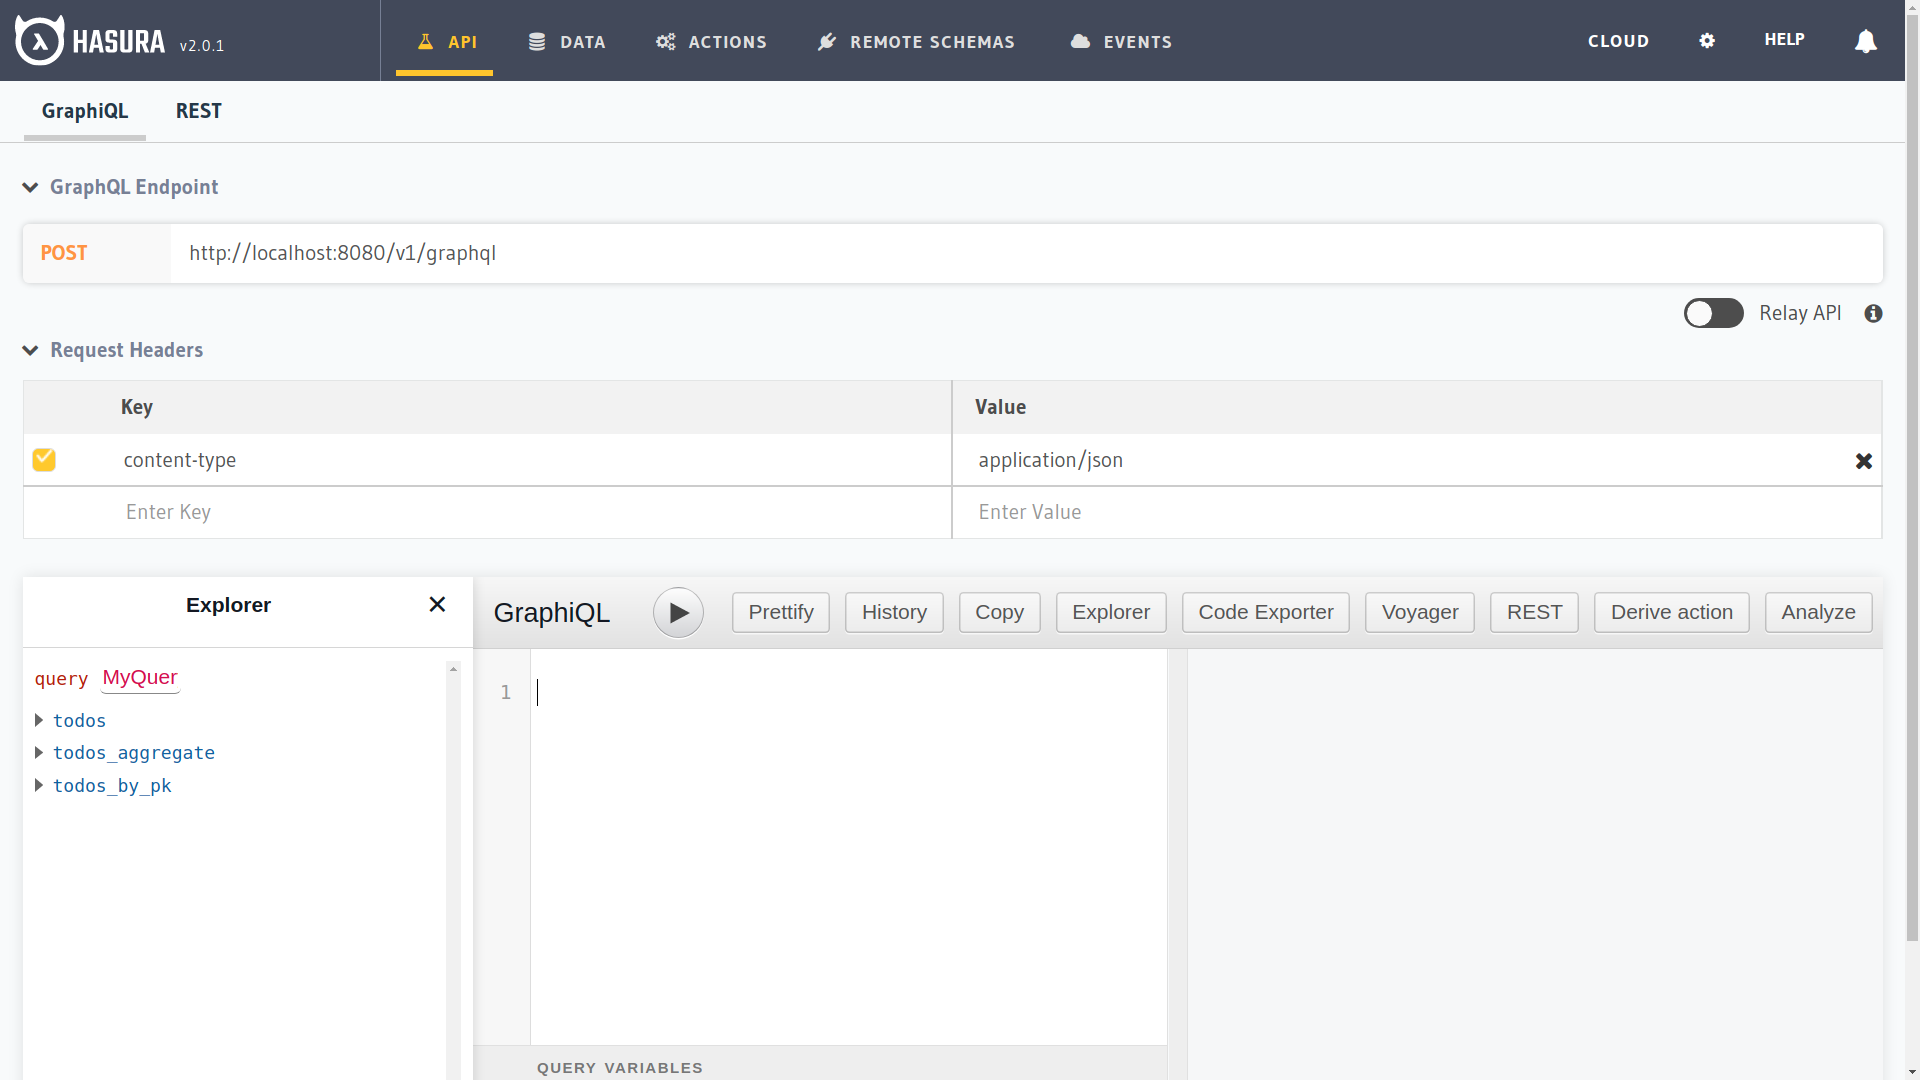 HASURA v2.0.1 API DATA ACTIONS REMOTE SCHEMAS EVENTS CLOUD HELP
GraphiQL REST
GraphQL Endpoint
POST http://localhost:8080/v1/graphql
Relay API
Request Headers
Key Value
content-type application/json
Enter Key Enter Value
Explorer GraphiQL Prettify History Copy Explorer Code Exporter Voyager REST Derive action Analyze
query MyQuer
1
todos
todos_aggregate
todos_by_pk
QUERY VARIABLES